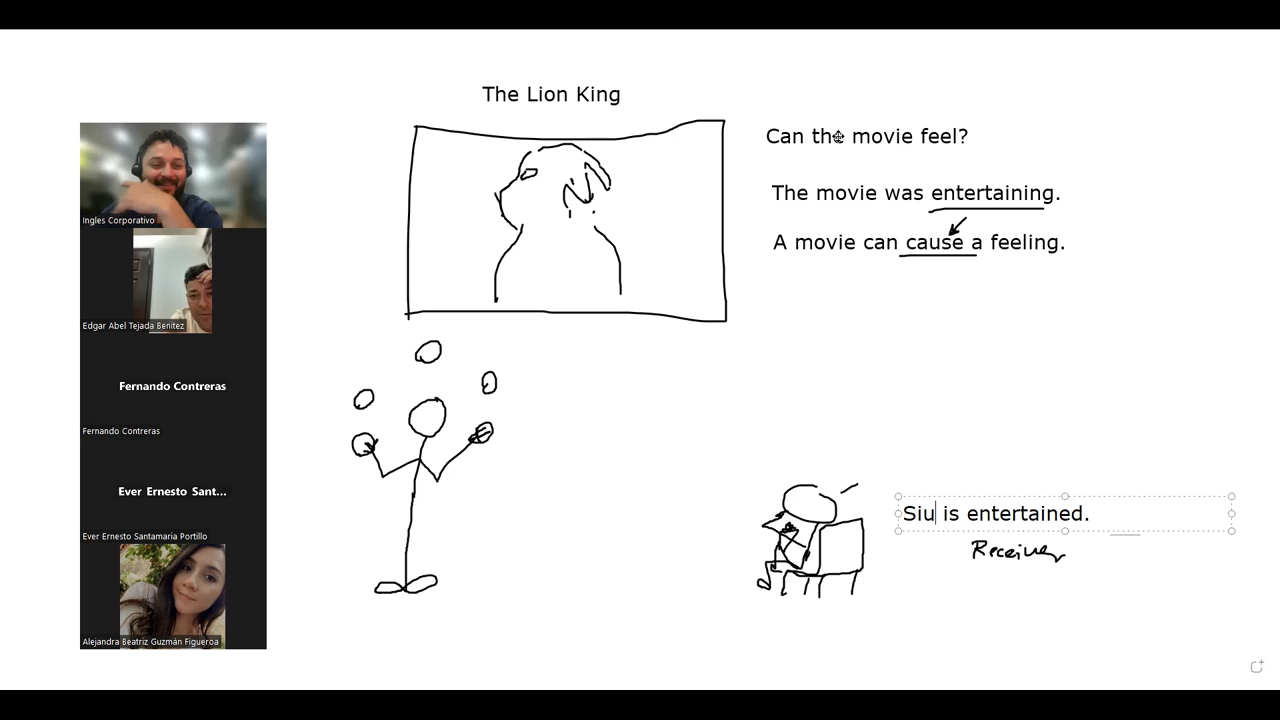 The Lion King
Can the movie feel?
The movie was entertaining.
A movie can cause a feeling.
Ingles Corporativo
Edgar Abel Tejada Benitez
Fernando Contreras
Fernando Contreras
Ever Ernesto Sant...
Ever Ernesto Santamaria Portillo
Alejandra Beatriz Guzmán Figueroa
Siu is entertained.
Receiver